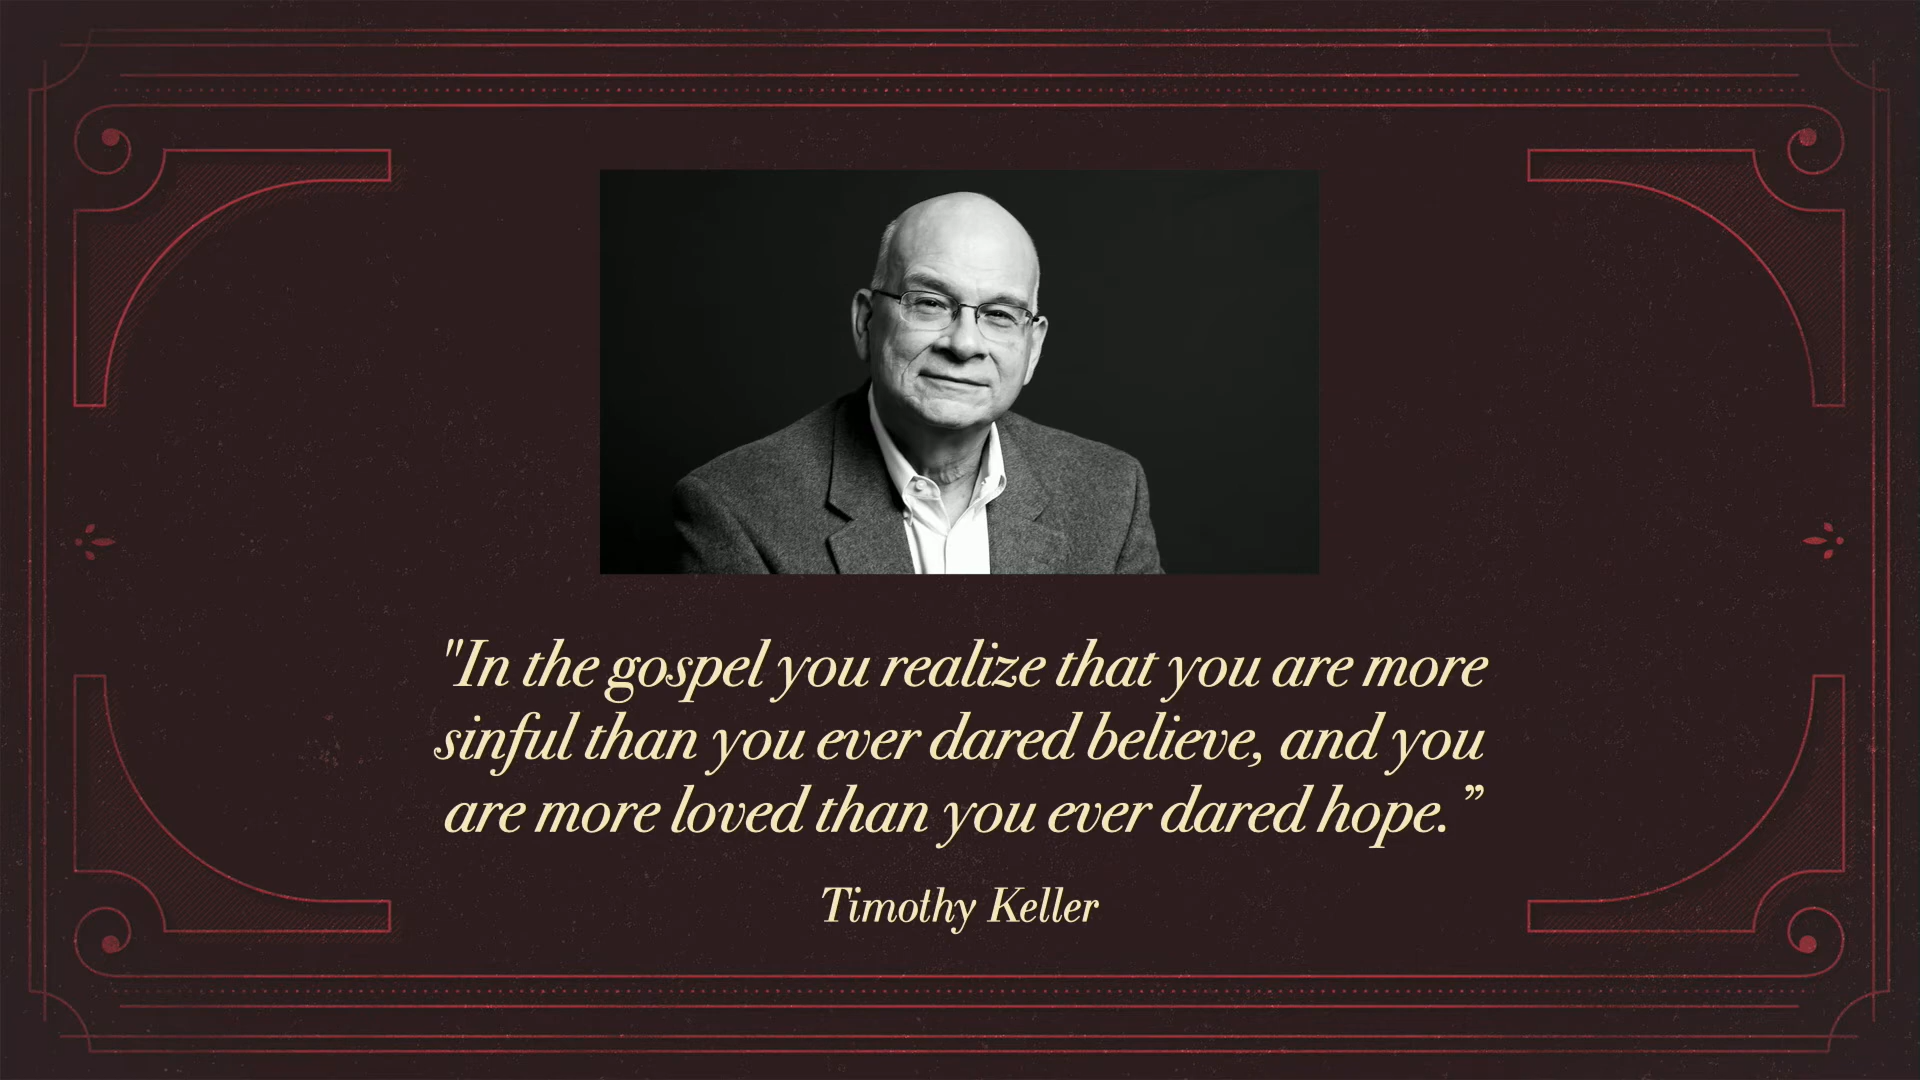 "In the gospel you realize that you are more
sinful than you ever dared believe, and you
are more loved than you ever dared hope.”
Timothy Keller